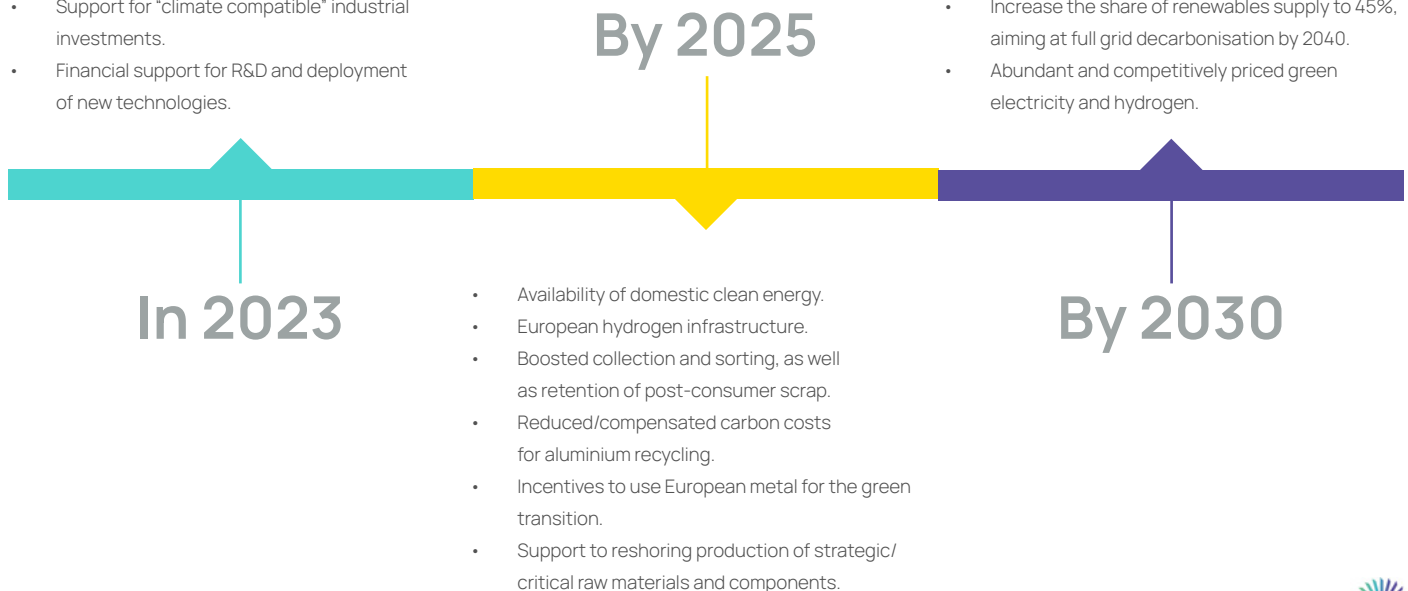 • Support for “climate compatible” industrial
investments.
• Financial support for R&D and deployment
of new technologies.
In 2023
By 2025
• Availability of domestic clean energy.
• European hydrogen infrastructure.
• Boosted collection and sorting, as well
as retention of post-consumer scrap.
• Reduced/compensated carbon costs
for aluminium recycling.
• Incentives to use European metal for the green
transition.
• Support to reshoring production of strategic/
critical raw materials and components.
• Increase the share of renewables supply to 45%,
aiming at full grid decarbonisation by 2040.
• Abundant and competitively priced green
electricity and hydrogen.
By 2030